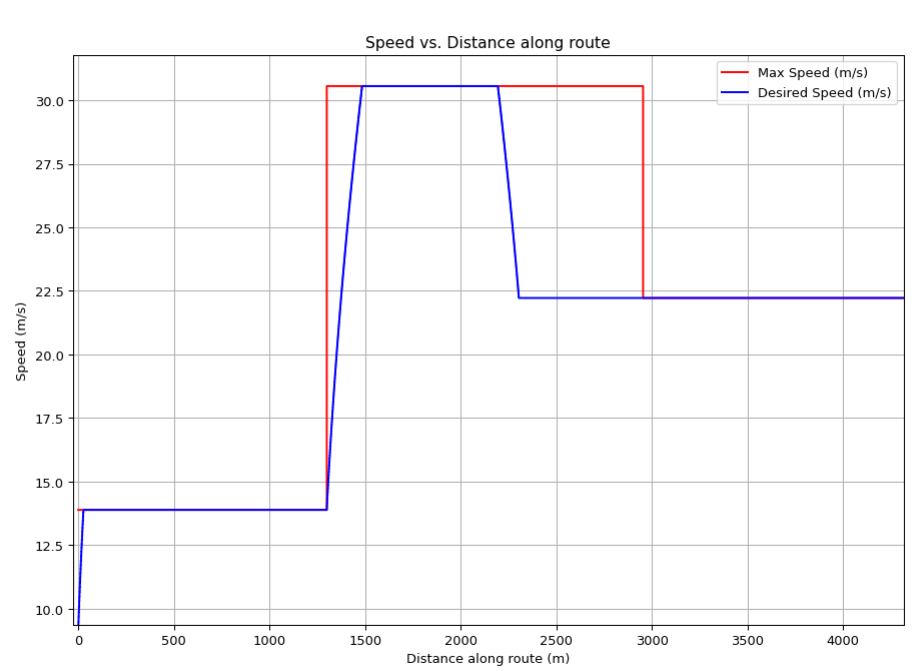 Speed vs. Distance along route
Max Speed (m/s)
Desired Speed (m/s)
30.0
27.5
25.0
22.5
20.0
17.5
15.0
12.5
10.0
Speed (m/s)
0 500 1000 1500 2000 2500 3000 3500 4000
Distance along route (m)